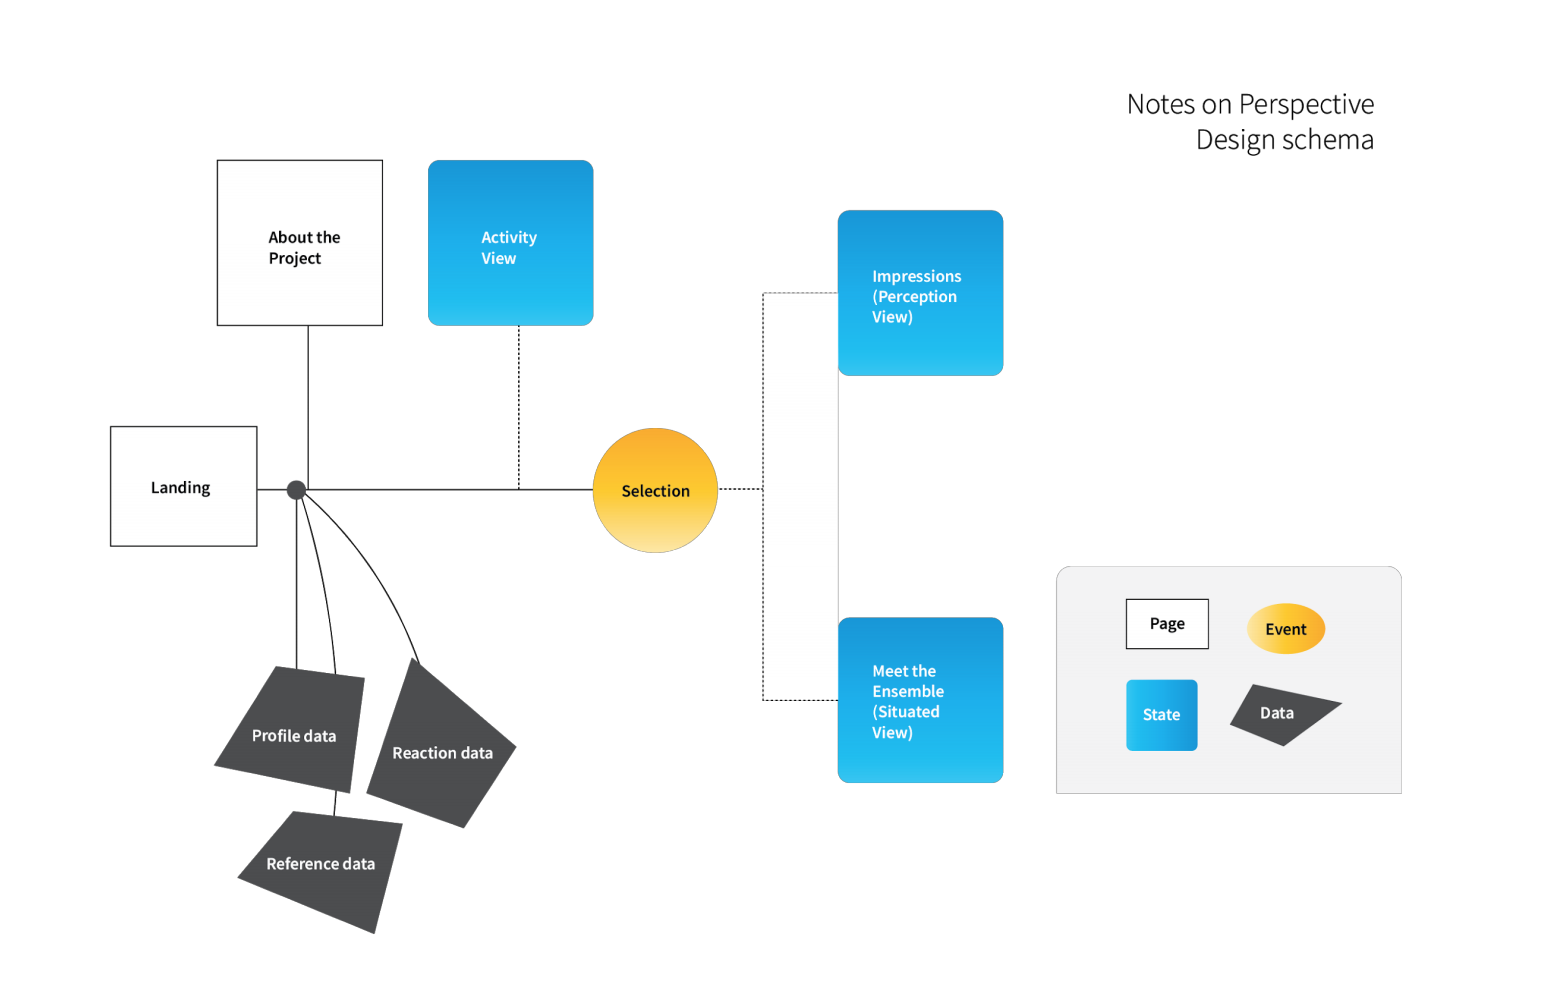 Notes on Perspective
Design schema
About the
Project
Activity
View
Impressions
(Perception
View)
Landing
Selection
Meet the
Ensemble
(Situated
View)
Profile data
Reaction data
Reference data
Page
Event
State
Data